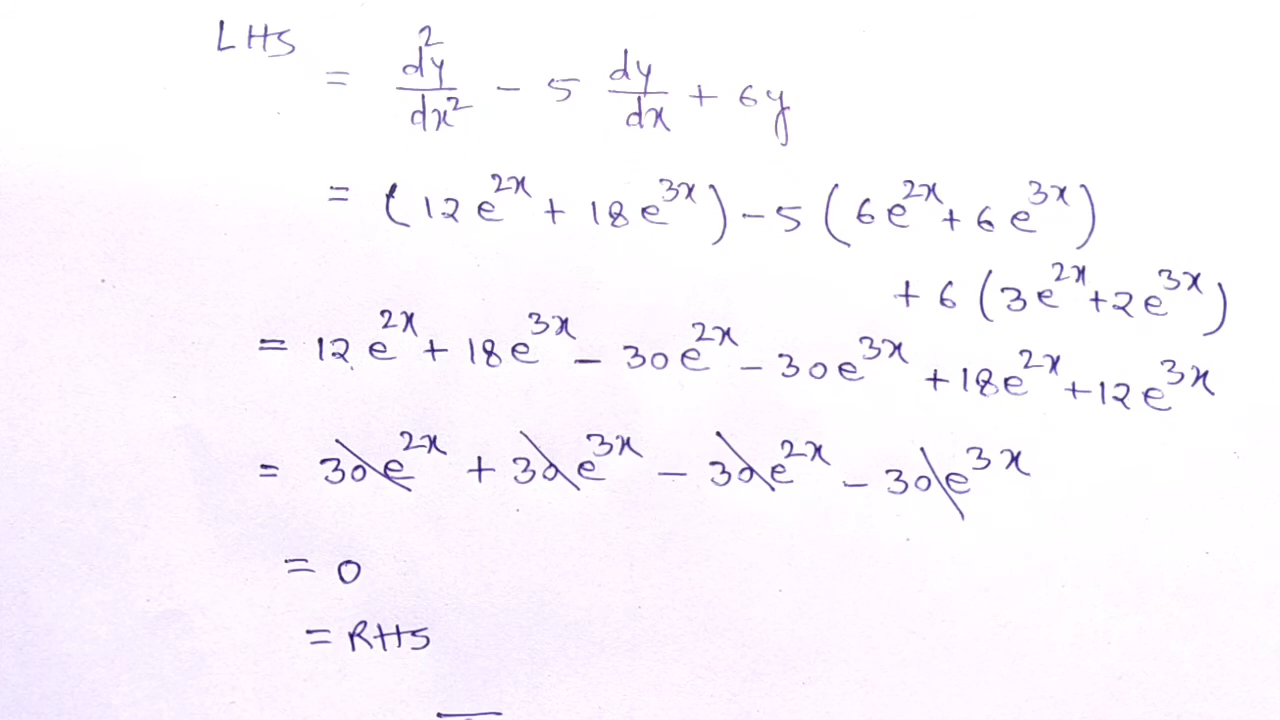 LHS = d²y/dx² - 5 dy/dx + 6y
= (12e^{2x} + 18e^{3x}) - 5(6e^{2x} + 6e^{3x})
+ 6(3e^{2x} + 2e^{3x})
= 12e^{2x} + 18e^{3x} - 30e^{2x} - 30e^{3x} + 18e^{2x} + 12e^{3x}
= 30e^{2x} + 30e^{3x} - 30e^{2x} - 30e^{3x}
= 0
= RHS